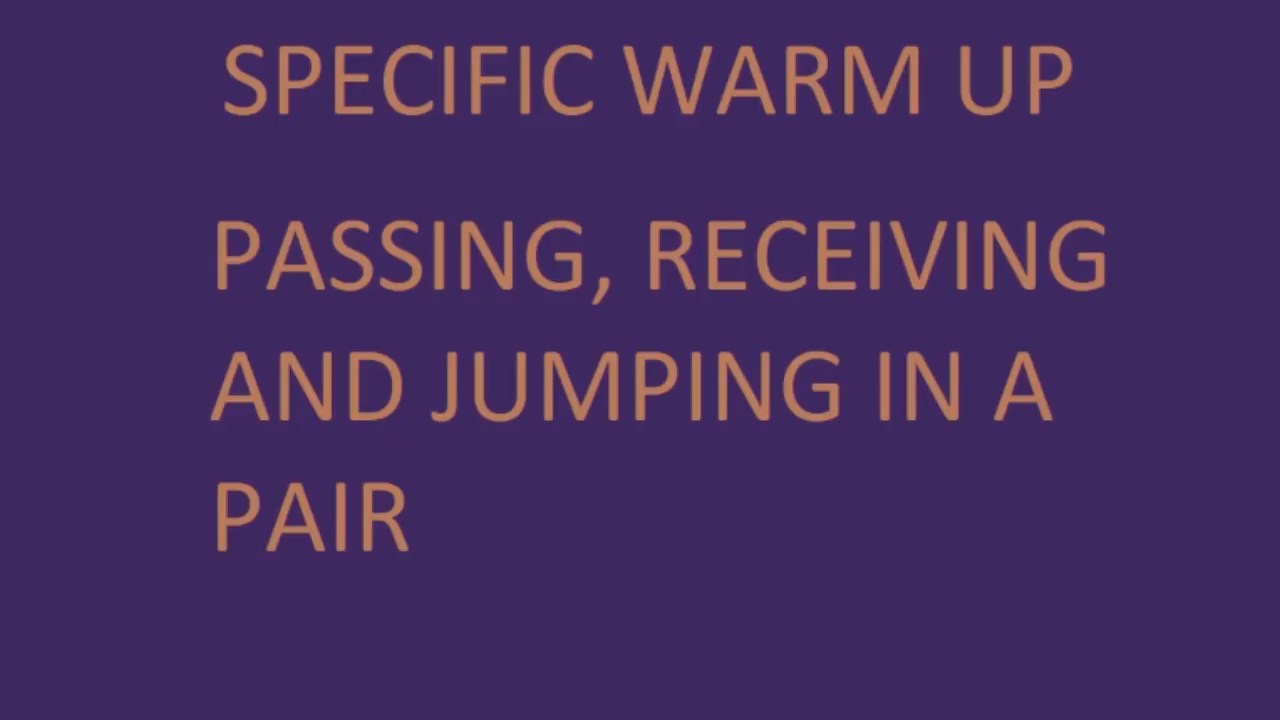 SPECIFIC WARM UP
PASSING, RECEIVING
AND JUMPING IN A
PAIR